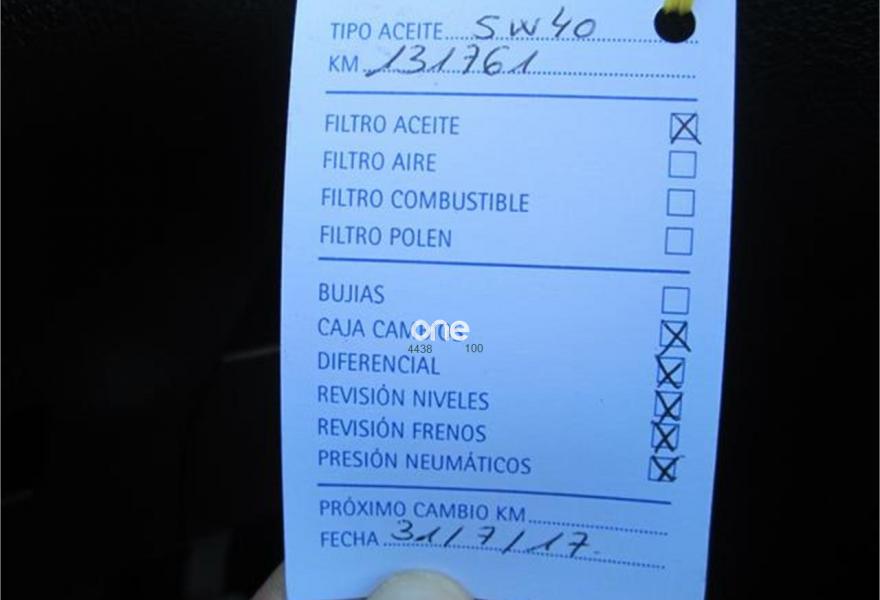 TIPO ACEITE 5W40
KM 131761
FILTRO ACEITE
FILTRO AIRE
FILTRO COMBUSTIBLE
FILTRO POLEN
BUJIAS
CAJA
one
4438 100
DIFERENCIAL
REVISIÓN NIVELES
REVISIÓN FRENOS
PRESIÓN NEUMÁTICOS
PRÓXIMO CAMBIO KM
FECHA 31/7/17